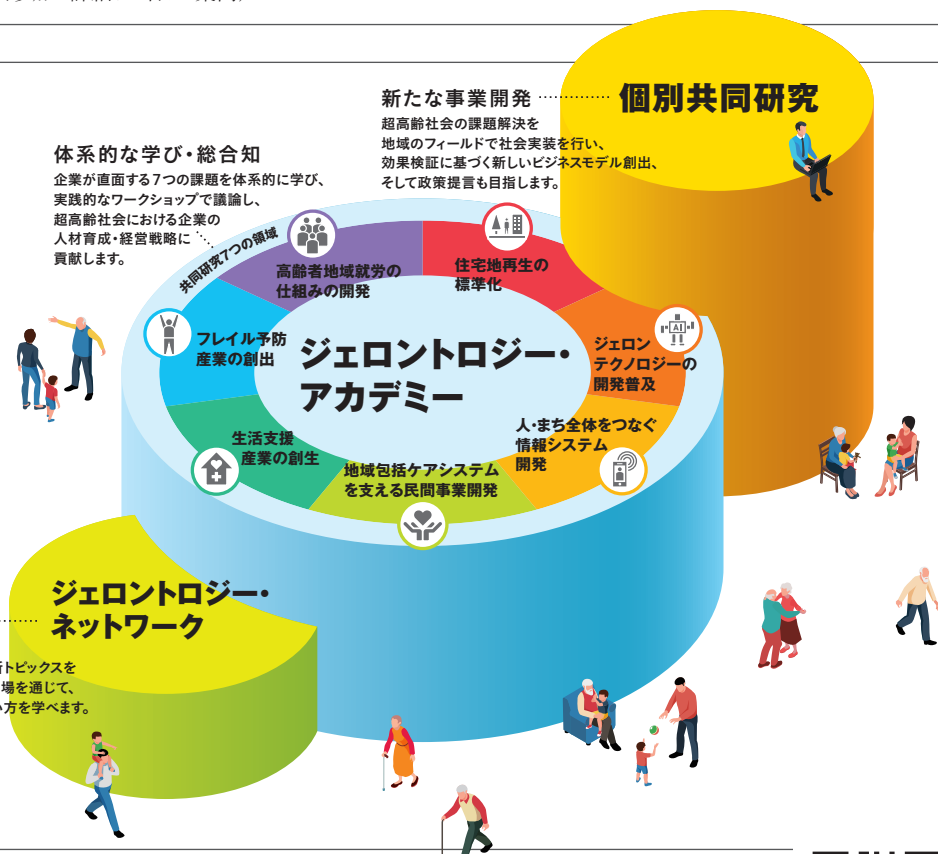 個別共同研究
新たな事業開発
超高齢社会の課題解決を
地域のフィールドで社会実装を行い、
効果検証に基づく新しいビジネスモデル創出、
そして政策提言も目指します。
体系的な学び・総合知
企業が直面する7つの課題を体系的に学び、
実践的なワークショップで議論し、
超高齢社会における企業の
人材育成・経営戦略に
貢献します。
共同研究7つの領域
高齢者地域就労の
仕組みの開発
住宅地再生の
標準化
フレイル予防
産業の創出
ジェロントロジー・
アカデミー
ジェロン
テクノロジーの
開発普及
AI
生活支援
産業の創生
地域包括ケアシステム
を支える民間事業開発
人・まち全体をつなぐ
情報システム
開発
ジェロントロジー・
ネットワーク
トピックスを
場を通じて、
方を学べます。